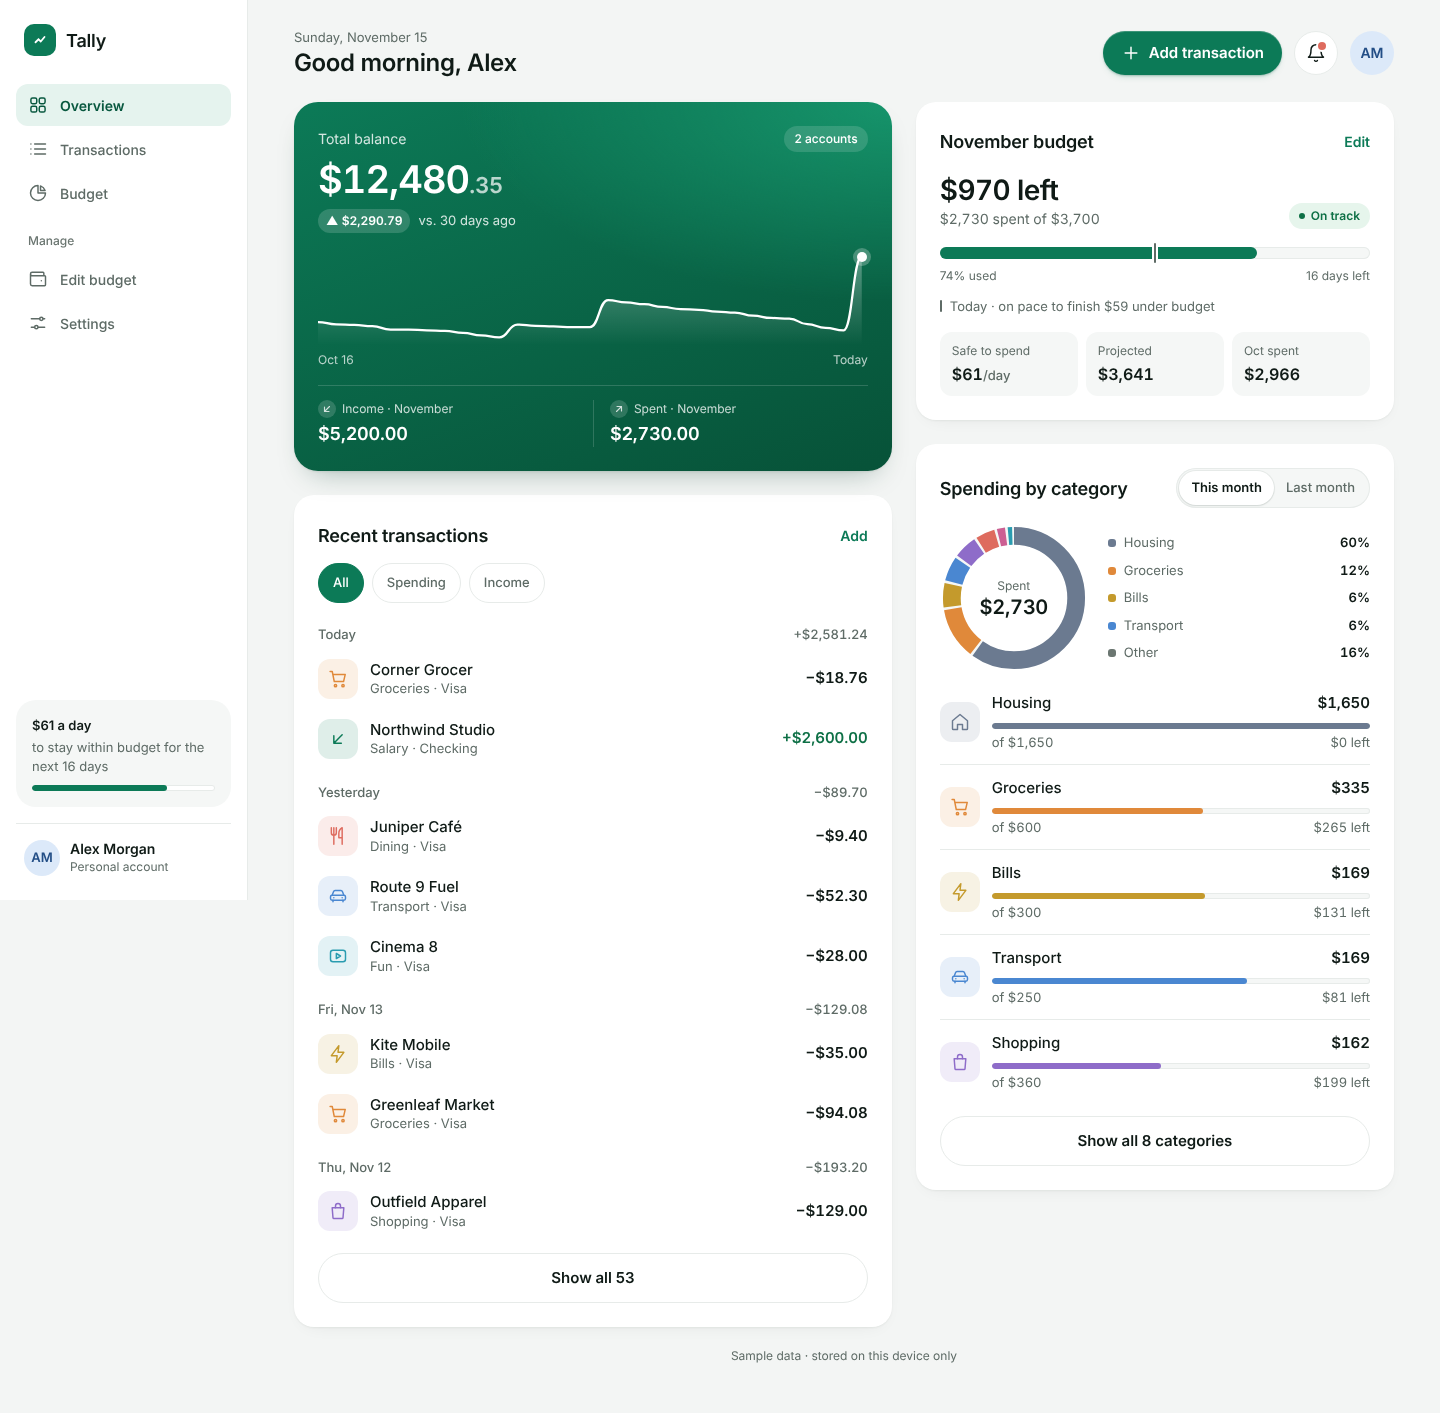 Tally
Overview
Transactions
Budget
Manage
Edit budget
Settings
$61 a day
to stay within budget for the
next 16 days
AM
Alex Morgan
Personal account
Sunday, November 15
Good morning, Alex
Add transaction
AM
Total balance
2 accounts
$12,480.35
▲ $2,290.79 vs. 30 days ago
Oct 16
Today
Income · November
$5,200.00
Spent · November
$2,730.00
Recent transactions
Add
All
Spending
Income
Today
+$2,581.24
Corner Grocer
Groceries · Visa
−$18.76
Northwind Studio
Salary · Checking
+$2,600.00
Yesterday
−$89.70
Juniper Café
Dining · Visa
−$9.40
Route 9 Fuel
Transport · Visa
−$52.30
Cinema 8
Fun · Visa
−$28.00
Fri, Nov 13
−$129.08
Kite Mobile
Bills · Visa
−$35.00
Greenleaf Market
Groceries · Visa
−$94.08
Thu, Nov 12
−$193.20
Outfield Apparel
Shopping · Visa
−$129.00
Show all 53
November budget
Edit
$970 left
$2,730 spent of $3,700
On track
74% used
16 days left
Today · on pace to finish $59 under budget
Safe to spend
$61/day
Projected
$3,641
Oct spent
$2,966
Spending by category
This month
Last month
Spent
$2,730
Housing
60%
Groceries
12%
Bills
6%
Transport
6%
Other
16%
Housing
$1,650
of $1,650
$0 left
Groceries
$335
of $600
$265 left
Bills
$169
of $300
$131 left
Transport
$169
of $250
$81 left
Shopping
$162
of $360
$199 left
Show all 8 categories
Sample data · stored on this device only